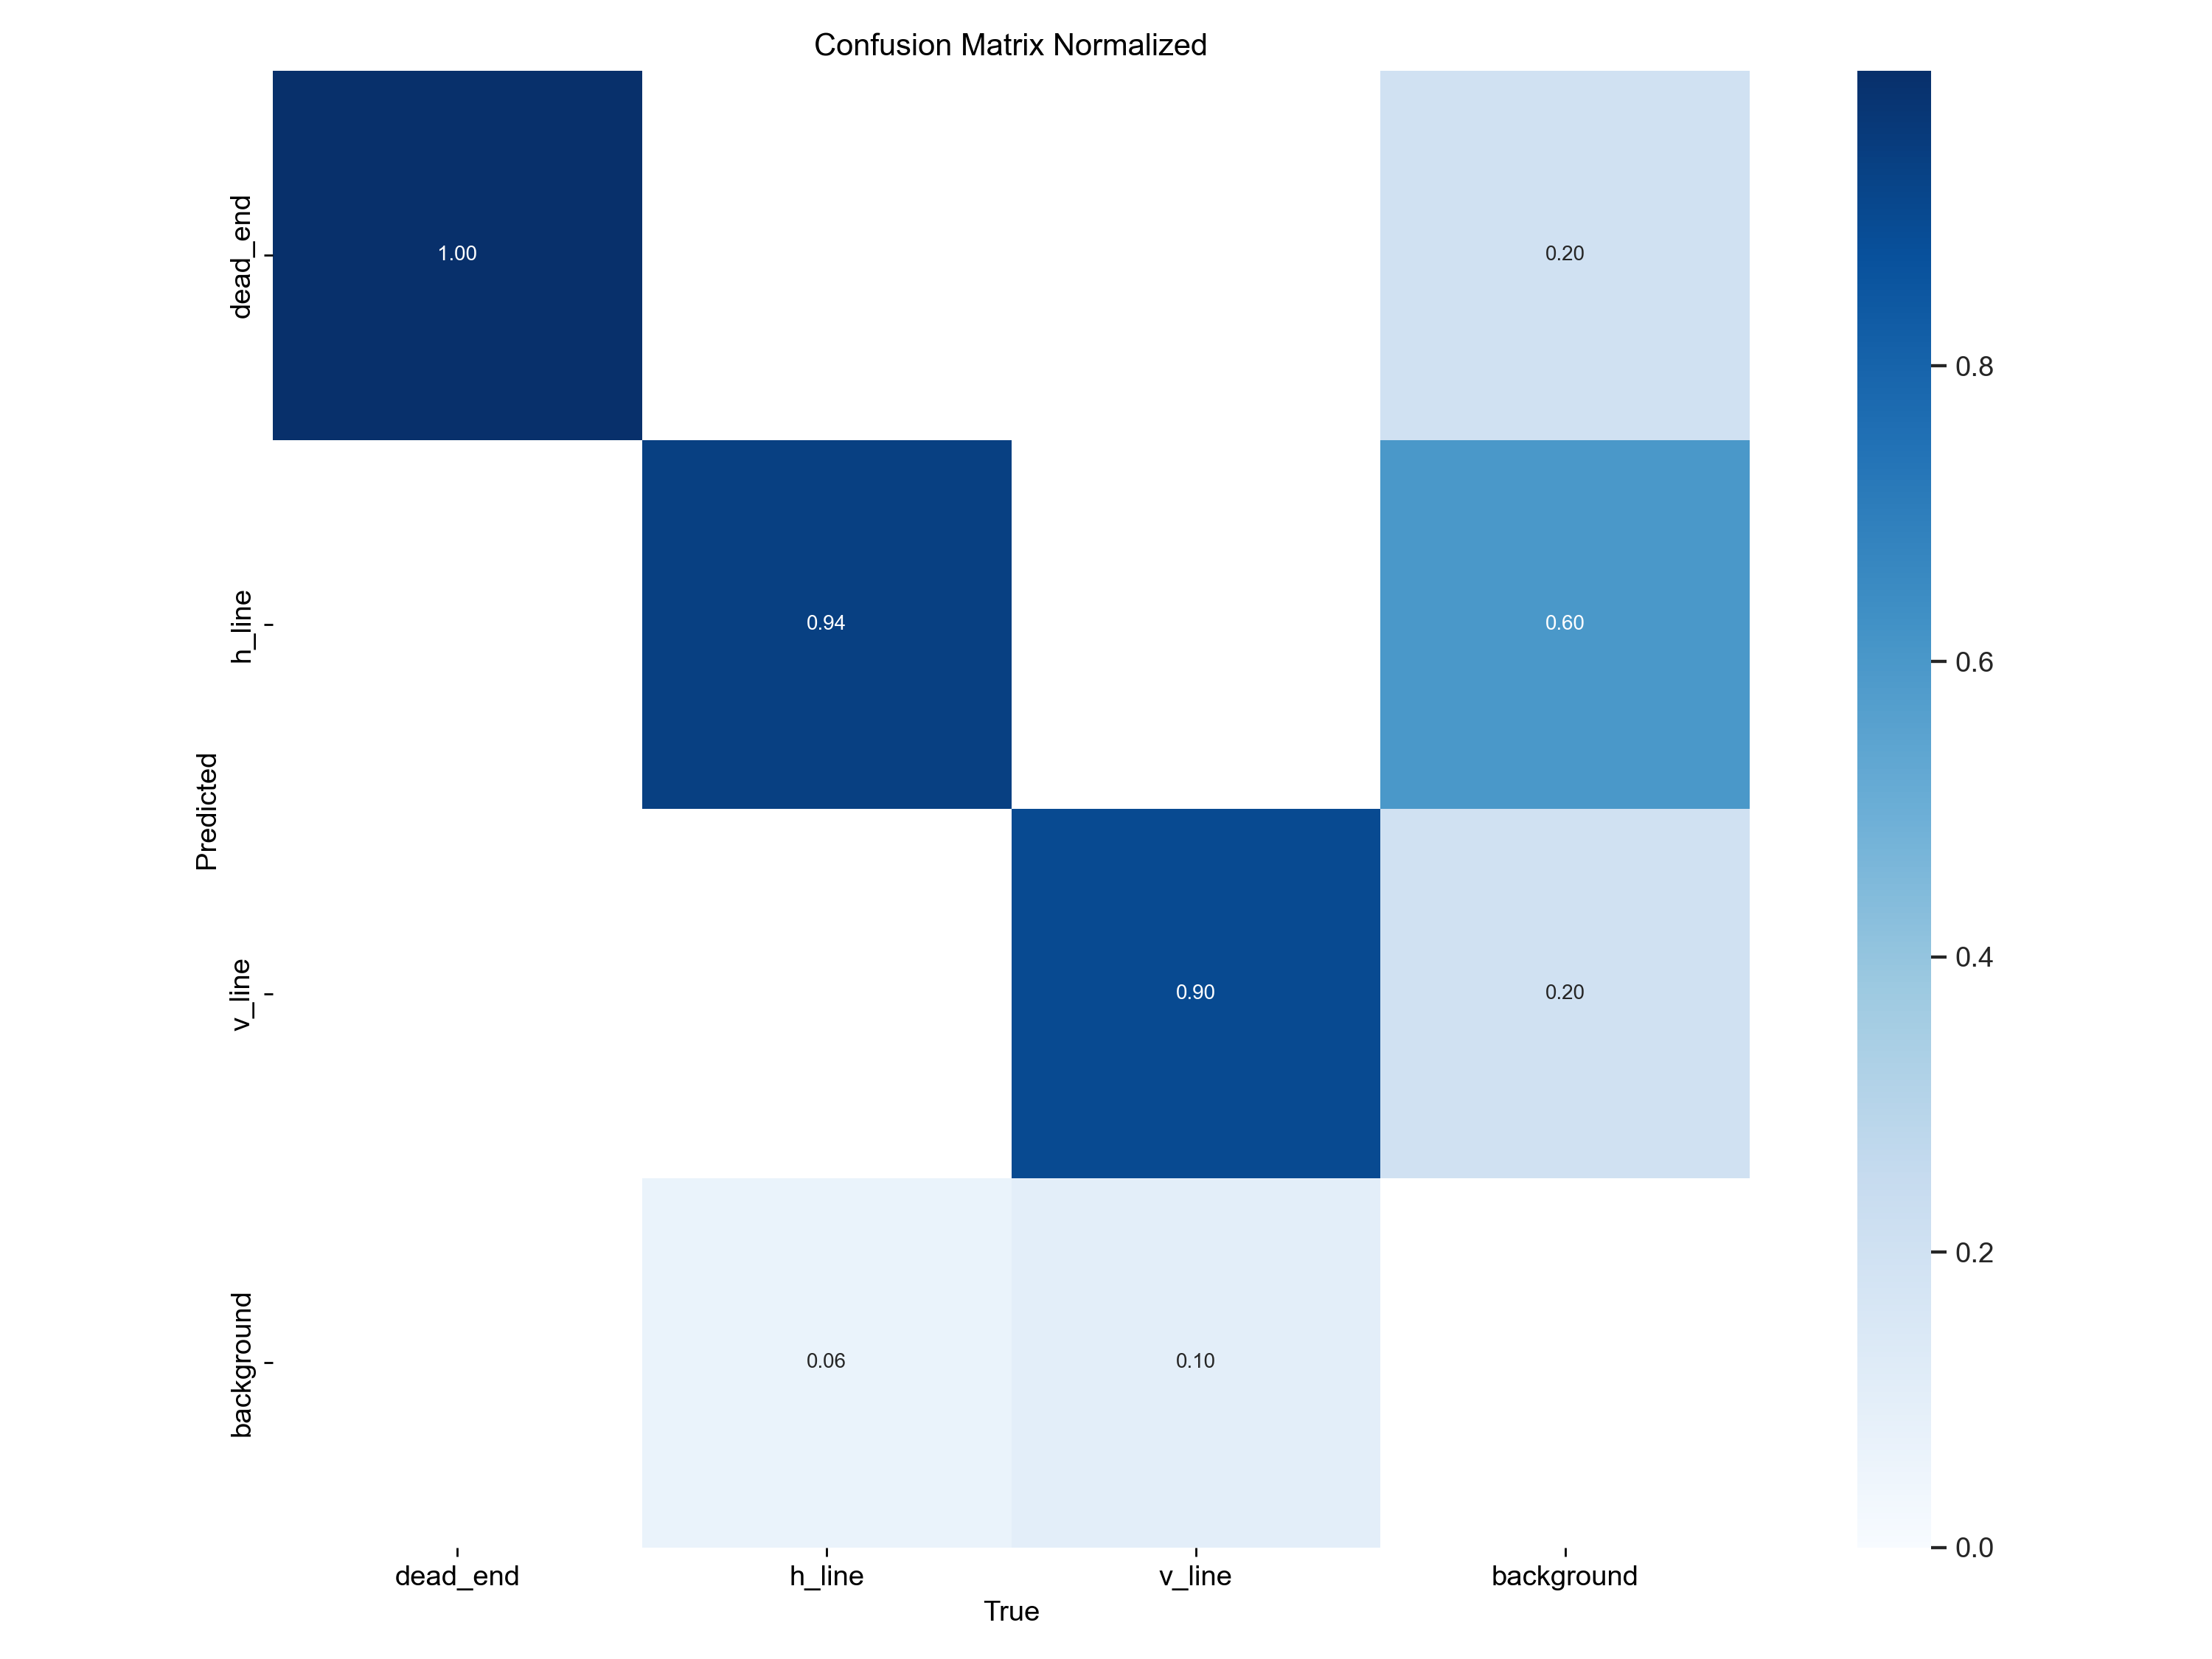 Confusion Matrix Normalized
dead_end
1.00
0.20
0.8
h_line
0.94
0.60
0.6
Predicted
v_line
0.90
0.20
0.4
0.2
background
0.06
0.10
0.0
dead_end
h_line
v_line
background
True